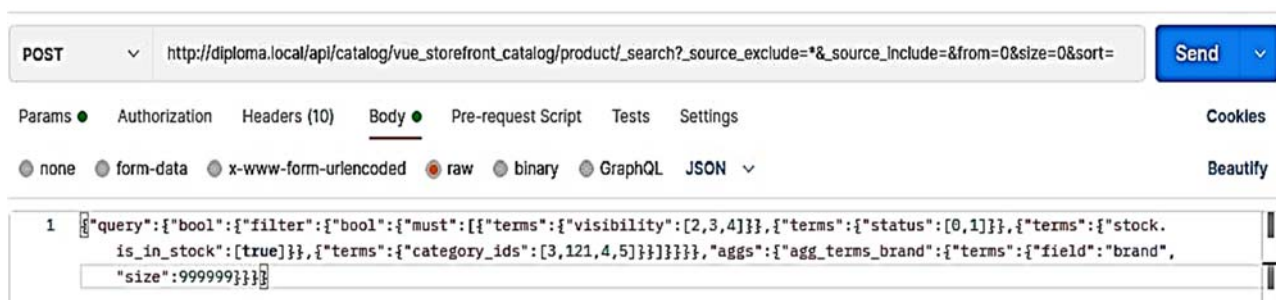 POST http://diploma.local/api/catalog/vue_storefront_catalog/product/_search?_source_exclude=*&_source_include=&from=0&size=0&sort= Send
Params Authorization Headers (10) Body Pre-request Script Tests Settings Cookies
none form-data x-www-form-urlencoded raw binary GraphQL JSON Beautify
1 {"query":{"bool":{"filter":{"bool":{"must":[{"terms":{"visibility":[2,3,4]}},{"terms":{"status":[0,1]}},{"terms":{"stock.
is_in_stock":[true]}},{"terms":{"category_ids":[3,121,4,5]}}]}}}},"aggs":{"agg_terms_brand":{"terms":{"field":"brand",
"size":999999}}}}